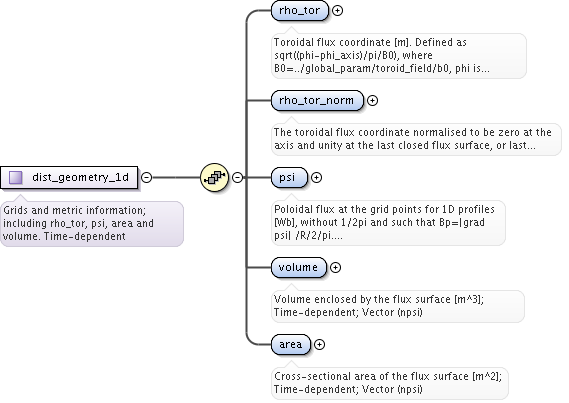 rho_tor
Toroidal flux coordinate [m]. Defined as
sqrt((phi-phi_axis)/pi/B0), where
B0=../global_param/toroid_field/b0, phi is...
rho_tor_norm
The toroidal flux coordinate normalised to be zero at the
axis and unity at the last closed flux surface, or last...
dist_geometry_1d
Grids and metric information;
including rho_tor, psi, area and
volume. Time-dependent
psi
Poloidal flux at the grid points for 1D profiles
[Wb], without 1/2pi and such that Bp=|grad
psi| /R/2/pi....
volume
Volume enclosed by the flux surface [m^3];
Time-dependent; Vector (npsi)
area
Cross-sectional area of the flux surface [m^2];
Time-dependent; Vector (npsi)